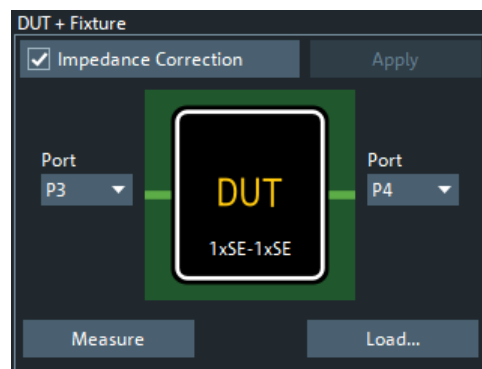 DUT + Fixture
Impedance Correction
Apply
Port
P3
DUT
1xSE-1xSE
Port
P4
Measure
Load...